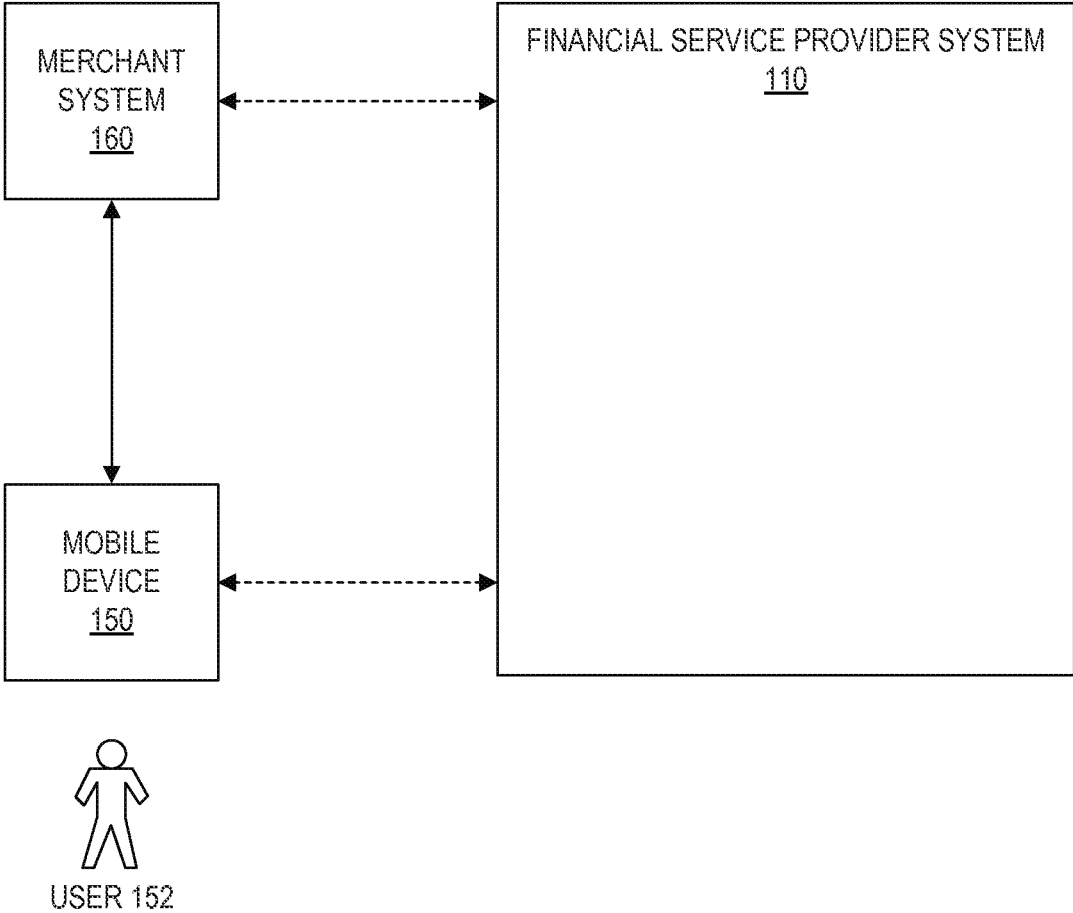 MERCHANT
SYSTEM
160
FINANCIAL SERVICE PROVIDER SYSTEM
110
MOBILE
DEVICE
150
USER 152